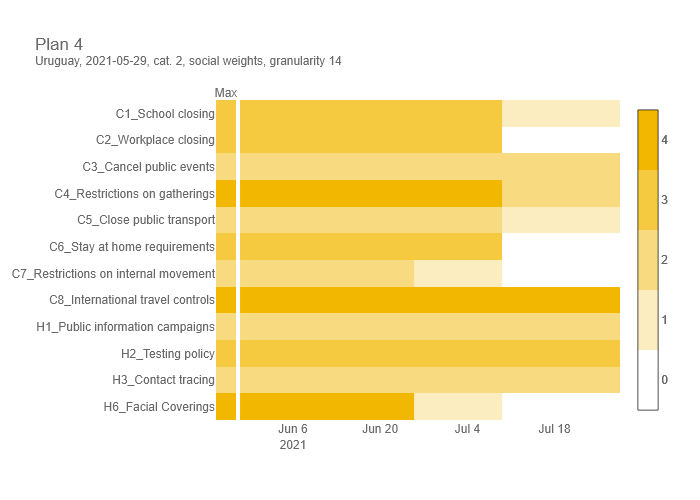 Plan 4
Uruguay, 2021-05-29, cat. 2, social weights, granularity 14
Max
C1_School closing
C2_Workplace closing
C3_Cancel public events
C4_Restrictions on gatherings
C5_Close public transport
C6_Stay at home requirements
C7_Restrictions on internal movement
C8_International travel controls
H1_Public information campaigns
H2_Testing policy
H3_Contact tracing
H6_Facial Coverings
Jun 6
2021
Jun 20
Jul 4
Jul 18
4
3
2
1
0